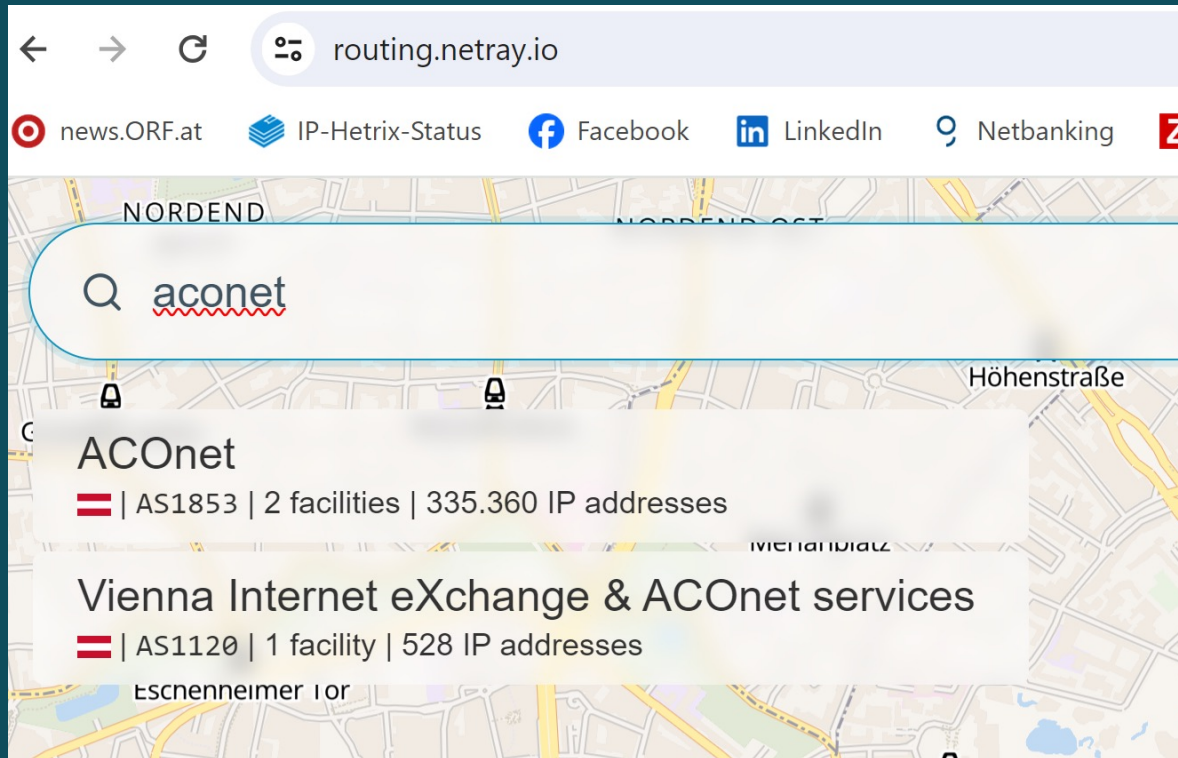 routing.netray.io
news.ORF.at IP-Hetrix-Status Facebook LinkedIn Netbanking
NORDEND
aconet
Höhenstraße
ACOnet
| AS1853 | 2 facilities | 335.360 IP addresses
Merianplatz
Vienna Internet eXchange & ACOnet services
| AS1120 | 1 facility | 528 IP addresses
Eschenheimer Tor